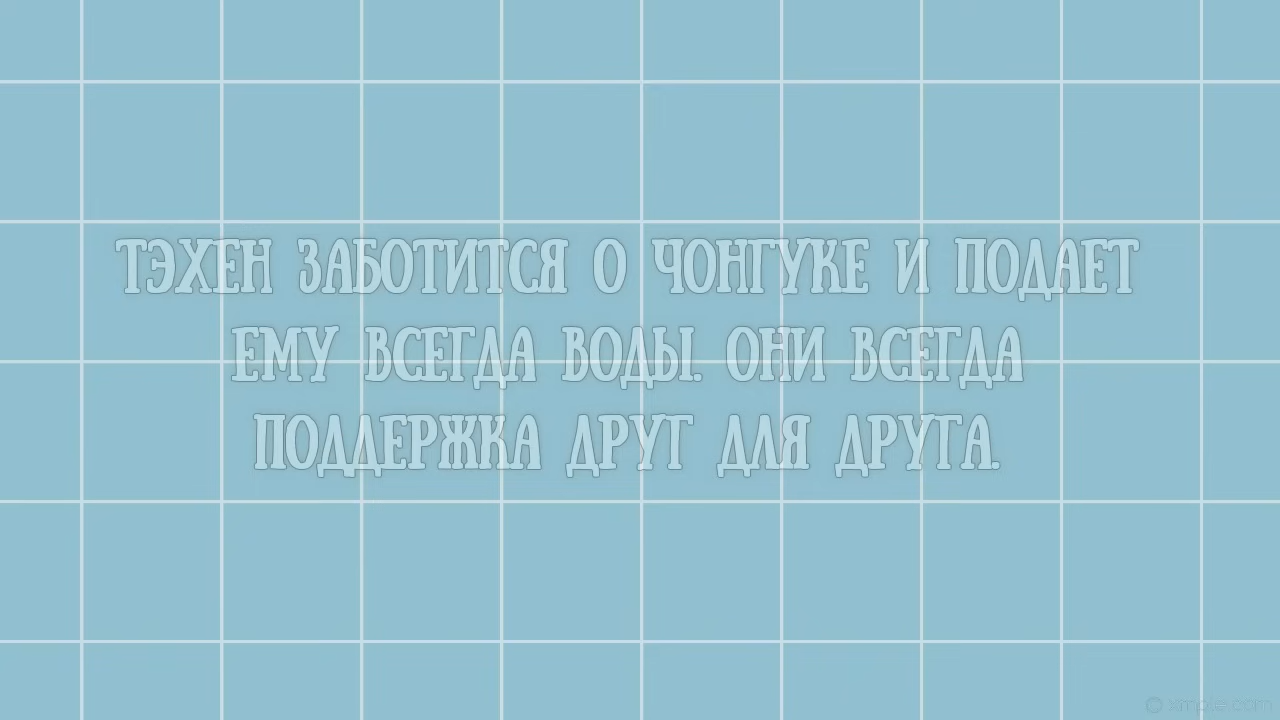 ТЭХЕН ЗАБОТИТСЯ О ЧОНГУКЕ И ПОДАЕТ
ЕМУ ВСЕГДА ВОДЫ. ОНИ ВСЕГДА
ПОДДЕРЖКА ДРУГ ДЛЯ ДРУГА.